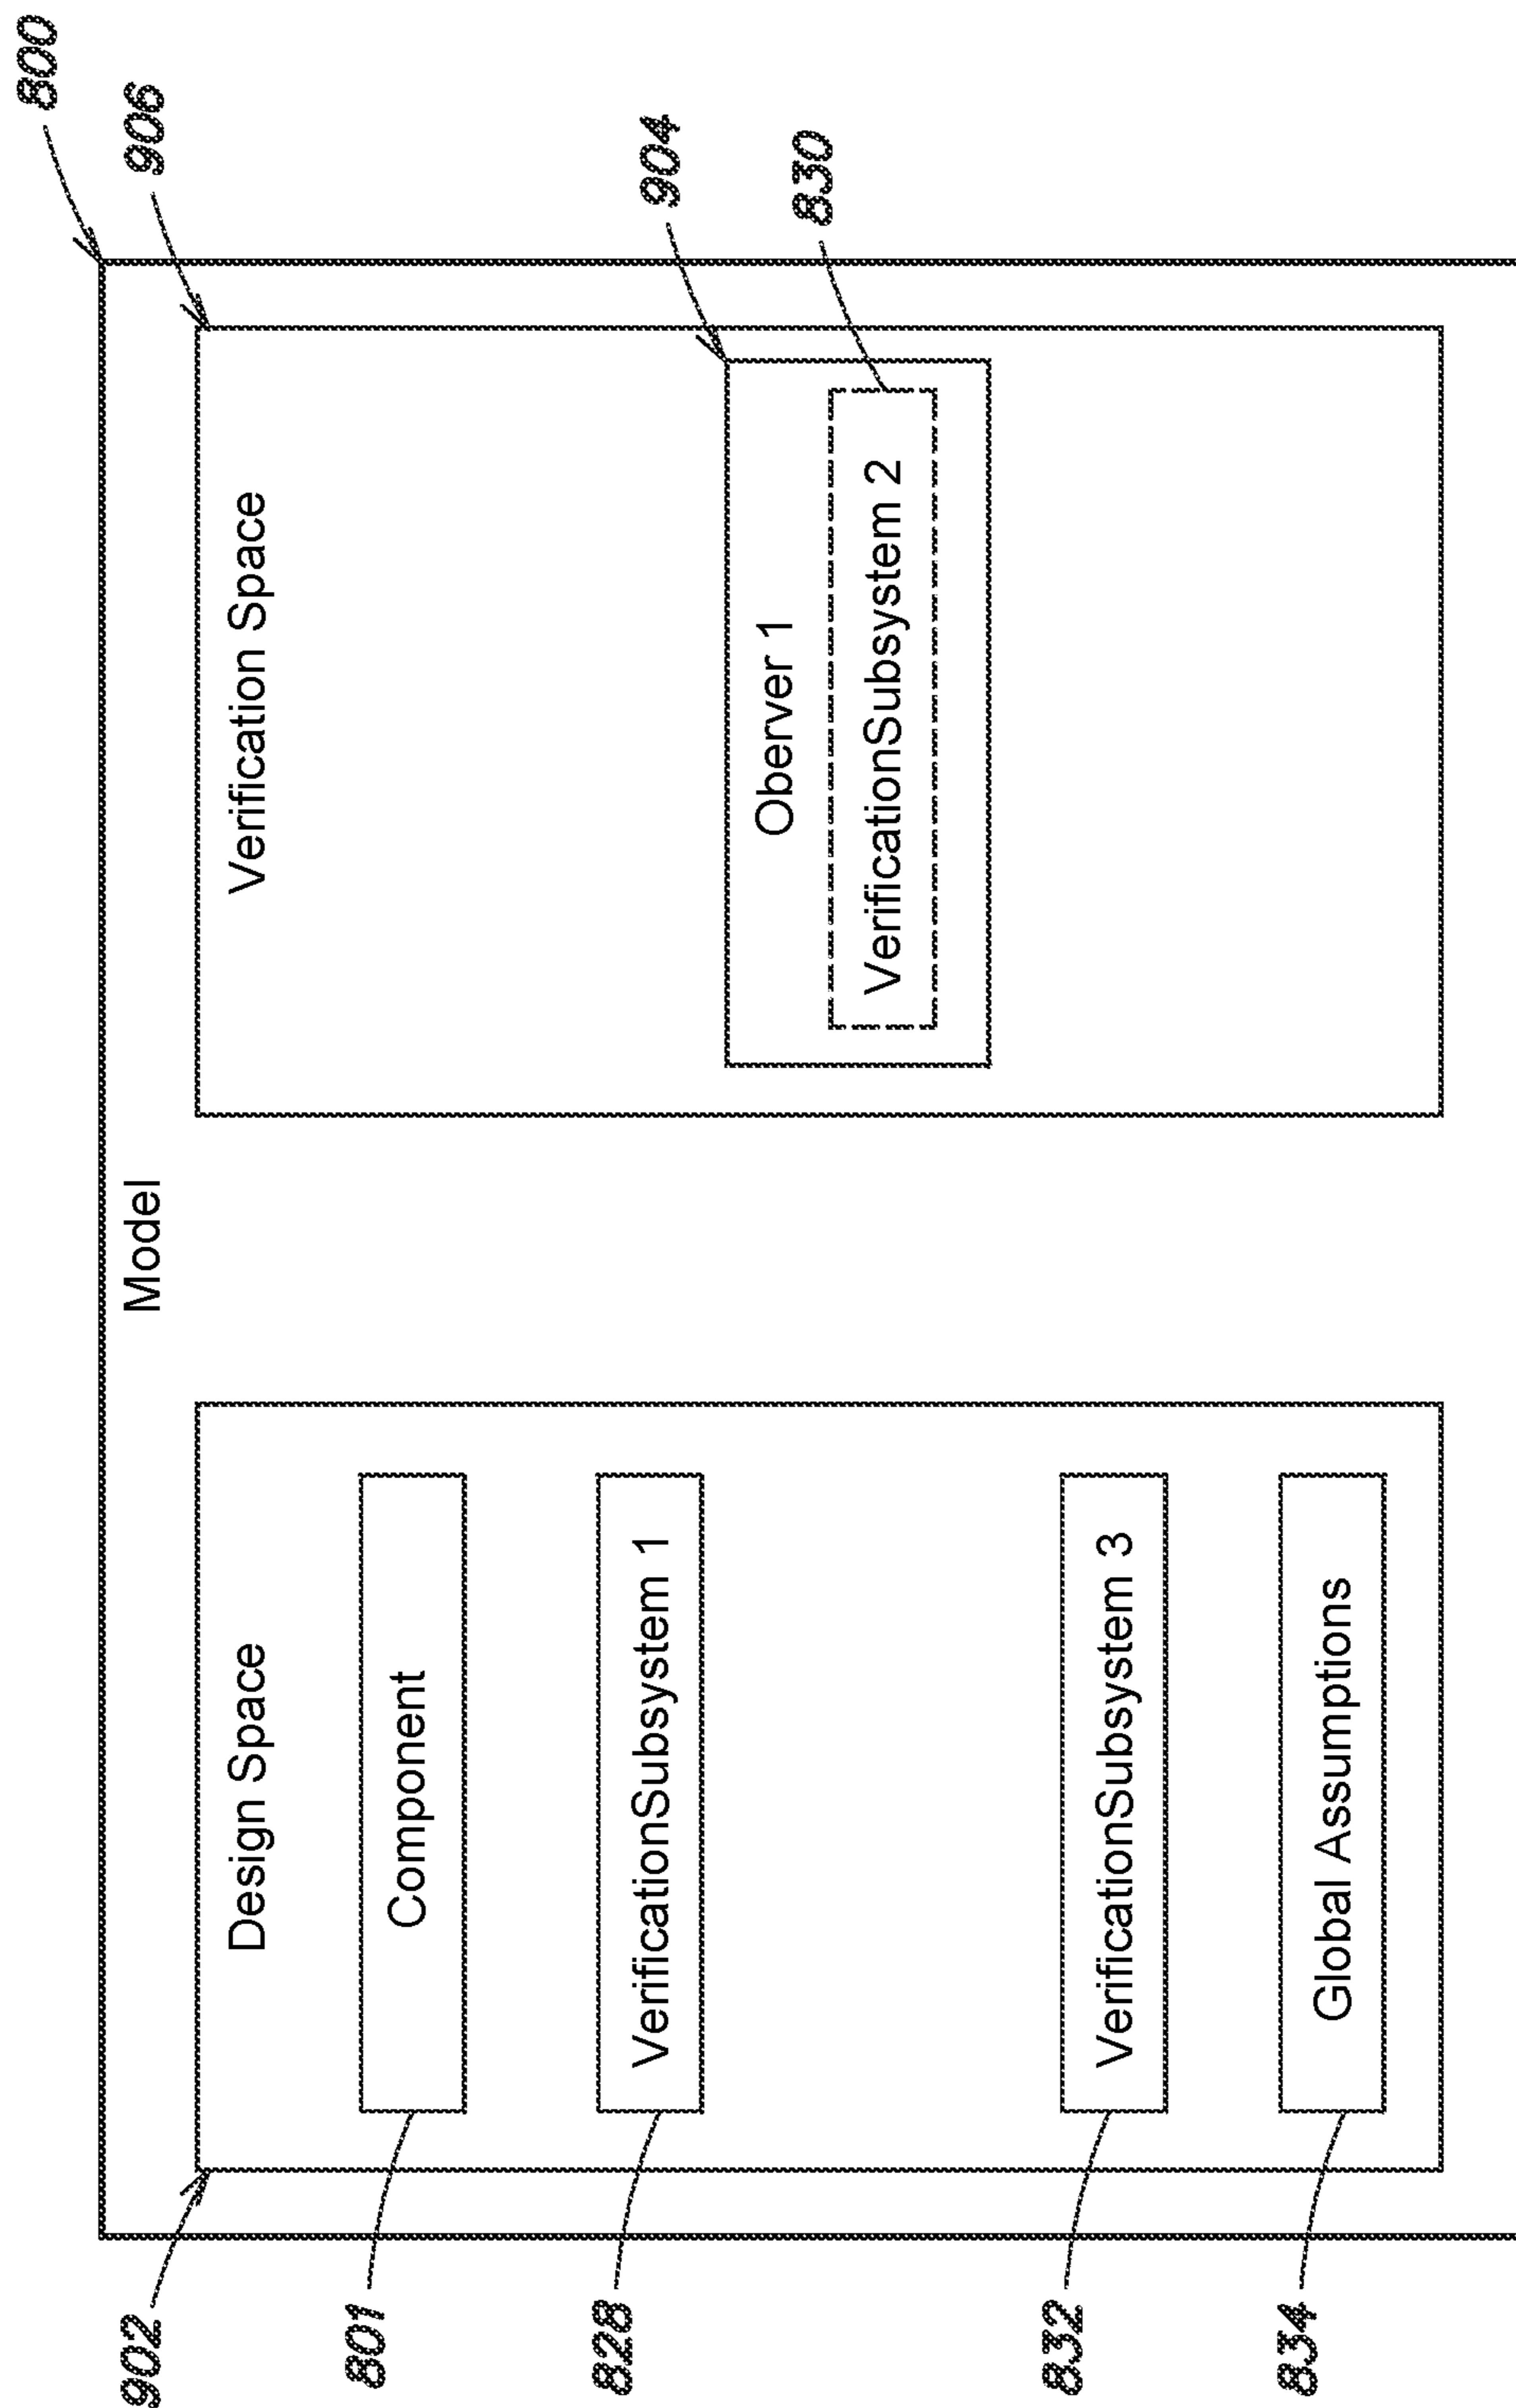 800
Model
906
902
Design Space
Verification Space
801
Component
828
VerificationSubsystem 1
904
Oberver 1
830
VerificationSubsystem 2
832
VerificationSubsystem 3
834
Global Assumptions